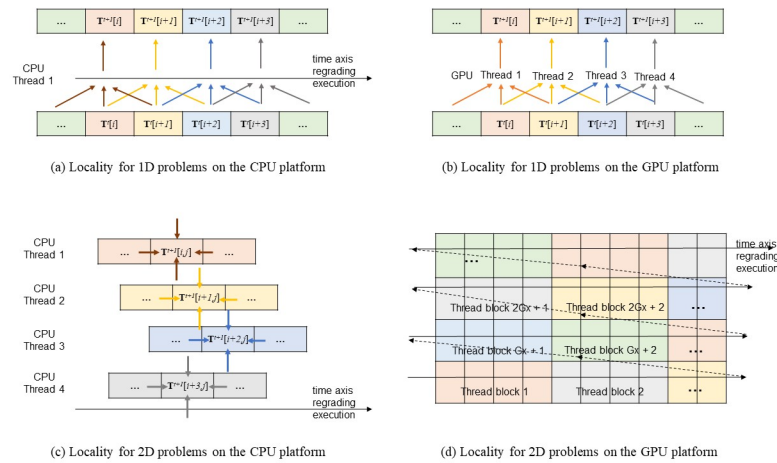 ... T^{t+1}[i] T^{t+1}[i+1] T^{t+1}[i+2] T^{t+1}[i+3] ...
CPU
Thread 1
time axis
regrading
execution
... T^t[i] T^t[i+1] T^t[i+2] T^t[i+3] ...
(a) Locality for 1D problems on the CPU platform
... T^{t+1}[i] T^{t+1}[i+1] T^{t+1}[i+2] T^{t+1}[i+3] ...
GPU Thread 1 Thread 2 Thread 3 Thread 4
... T^t[i] T^t[i+1] T^t[i+2] T^t[i+3] ...
(b) Locality for 1D problems on the GPU platform
CPU
Thread 1
... T^{t+1}[i,j] ...
CPU
Thread 2
... T^{t+1}[i+1,j] ...
CPU
Thread 3
... T^{t+1}[i+2,j] ...
CPU
Thread 4
... T^{t+1}[i+3,j] ...
time axis
regrading
execution
(c) Locality for 2D problems on the CPU platform
time axis
regrading
execution
...
Thread block 2Gx + 1 Thread block 2Gx + 2 ...
Thread block Gx + 1 Thread block Gx + 2 ...
Thread block 1 Thread block 2 ...
(d) Locality for 2D problems on the GPU platform